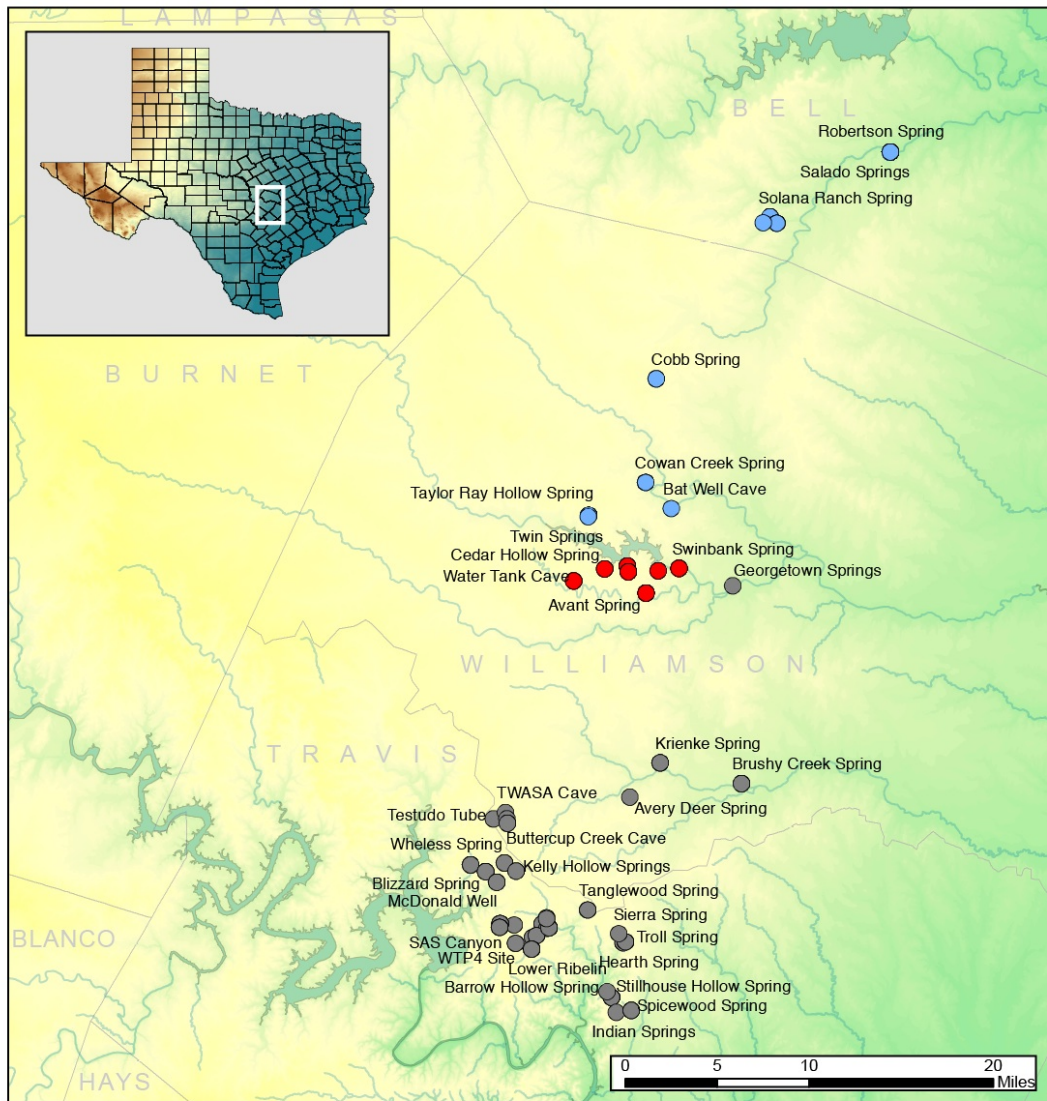 LAMPASAS
BELL
Robertson Spring
Salado Springs
Solana Ranch Spring
BURNET
Cobb Spring
Cowan Creek Spring
Bat Well Cave
Taylor Ray Hollow Spring
Twin Springs
Cedar Hollow Spring
Swinbank Spring
Water Tank Cave
Georgetown Springs
Avant Spring
WILLIAMSON
TRAVIS
Krienke Spring
Brushy Creek Spring
TWASA Cave
Testudo Tube
Avery Deer Spring
Buttercup Creek Cave
Wheless Spring
Kelly Hollow Springs
Blizzard Spring
Tanglewood Spring
McDonald Well
Sierra Spring
BLANCO
Troll Spring
SAS Canyon
WTP4 Site
Hearth Spring
Lower Ribelin
Barrow Hollow Spring
Stillhouse Hollow Spring
Spicewood Spring
Indian Springs
HAYS
0 5 10 20
Miles